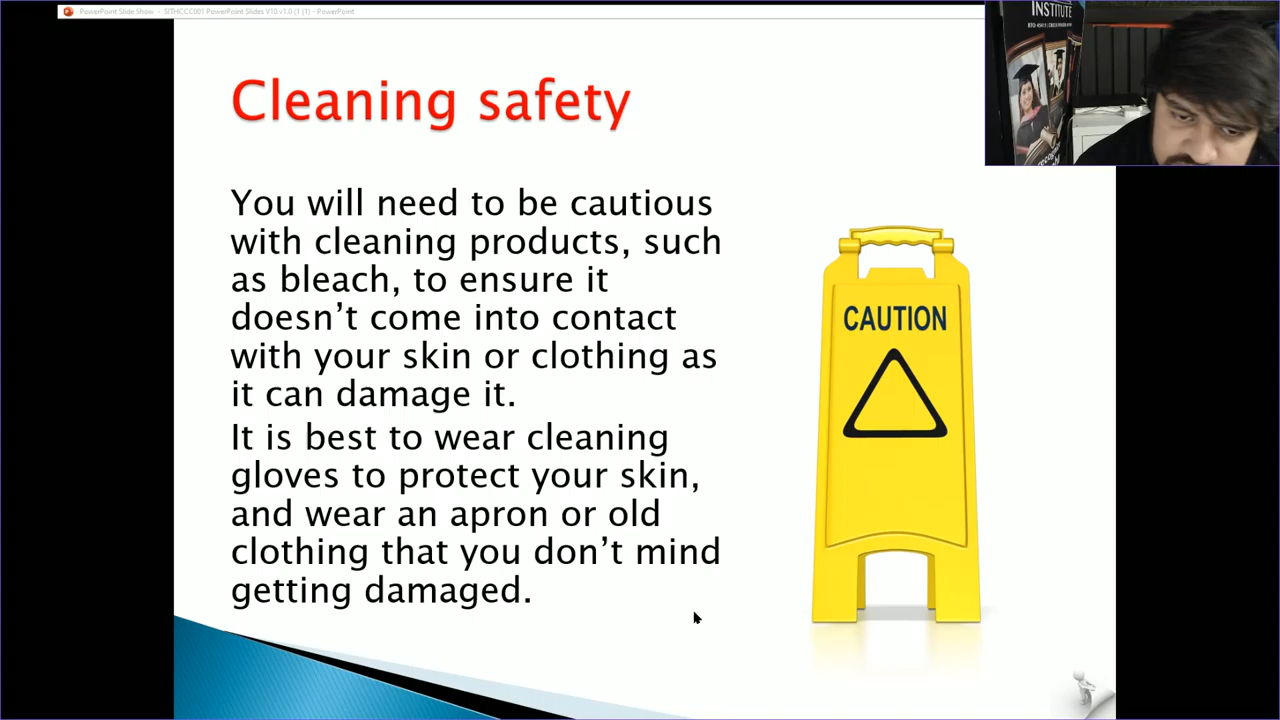 PowerPoint Slide Show - SITHCCC001 PowerPoint Slides V10.v1.0 (1) (1) - PowerPoint
INSTITUTE
Cleaning safety
You will need to be cautious
with cleaning products, such
as bleach, to ensure it
doesn’t come into contact
with your skin or clothing as
it can damage it.
It is best to wear cleaning
gloves to protect your skin,
and wear an apron or old
clothing that you don’t mind
getting damaged.
CAUTION